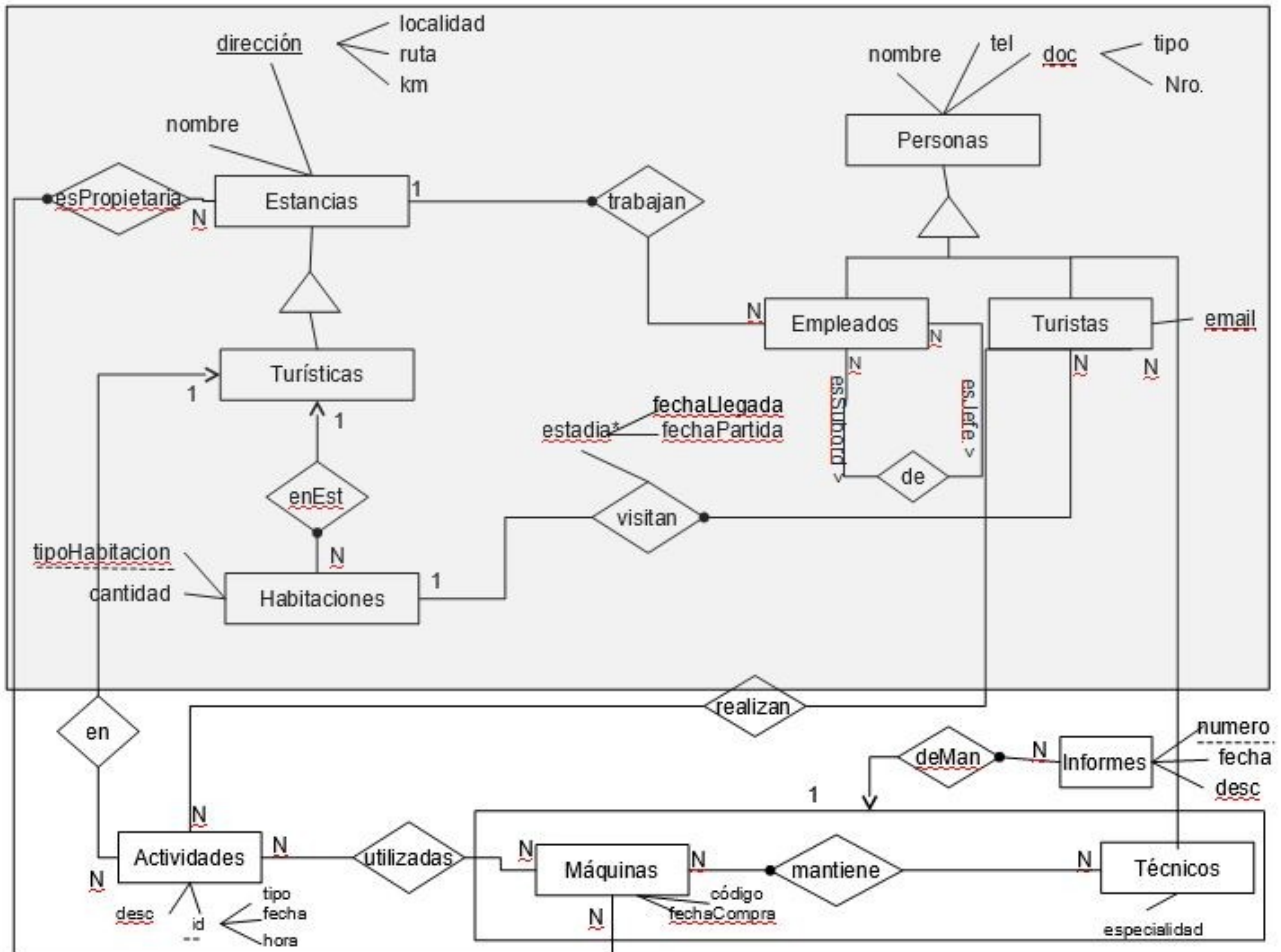 localidad
dirección
ruta
km
nombre
tel
nombre
doc
tipo
Nro.
Personas
esPropietaria
N
Estancias
1
trabajan
N
Empleados
N
N
Turistas
N
N
email
Turísticas
1
1
esSubord >
esJefe >
de
estadia*
fechaLlegada
fechaPartida
enEst
visitan
N
tipoHabitacion
cantidad
Habitaciones
1
en
realizan
deMan
N
Informes
numero
fecha
desc
1
N
Actividades
N
N
utilizadas
N
Máquinas
N
mantiene
N
Técnicos
desc
id
tipo
fecha
hora
código
fechaCompra
N
especialidad